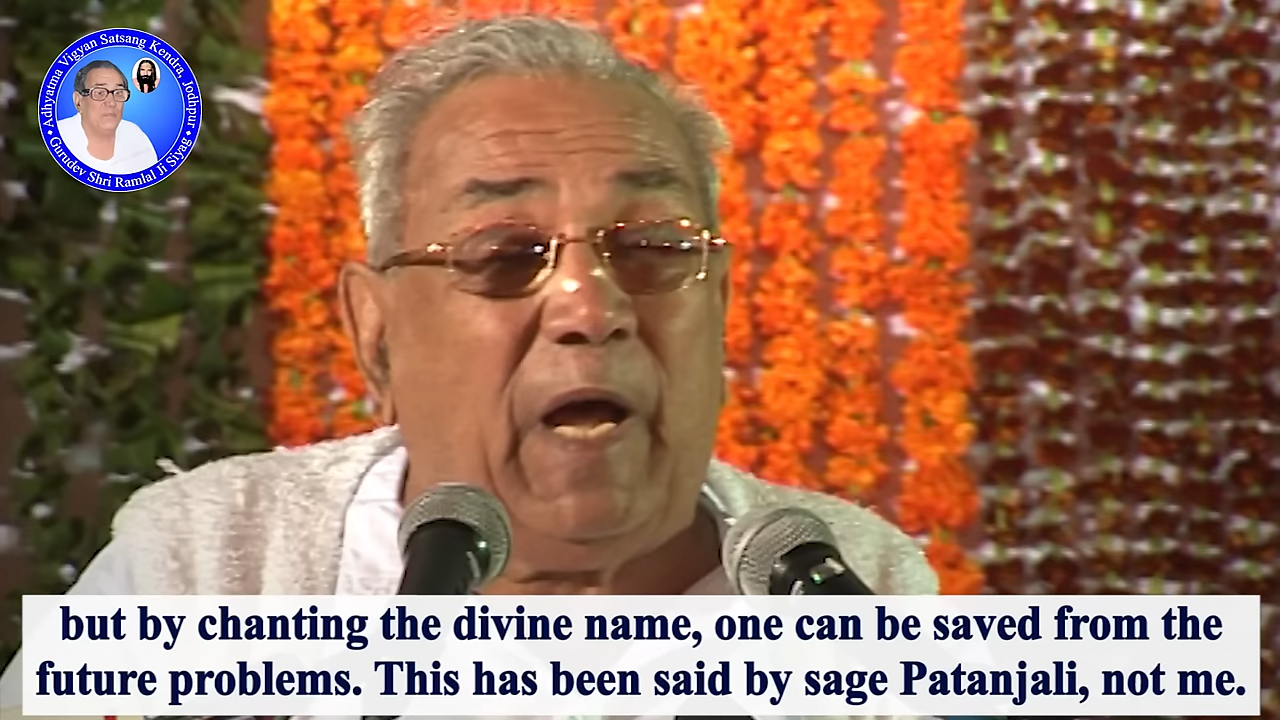 Adhyatma Vigyan Satsang Kendra, Jodhpur
Gurudev Shri Ramlal Ji Siyag
but by chanting the divine name, one can be saved from the
future problems. This has been said by sage Patanjali, not me.